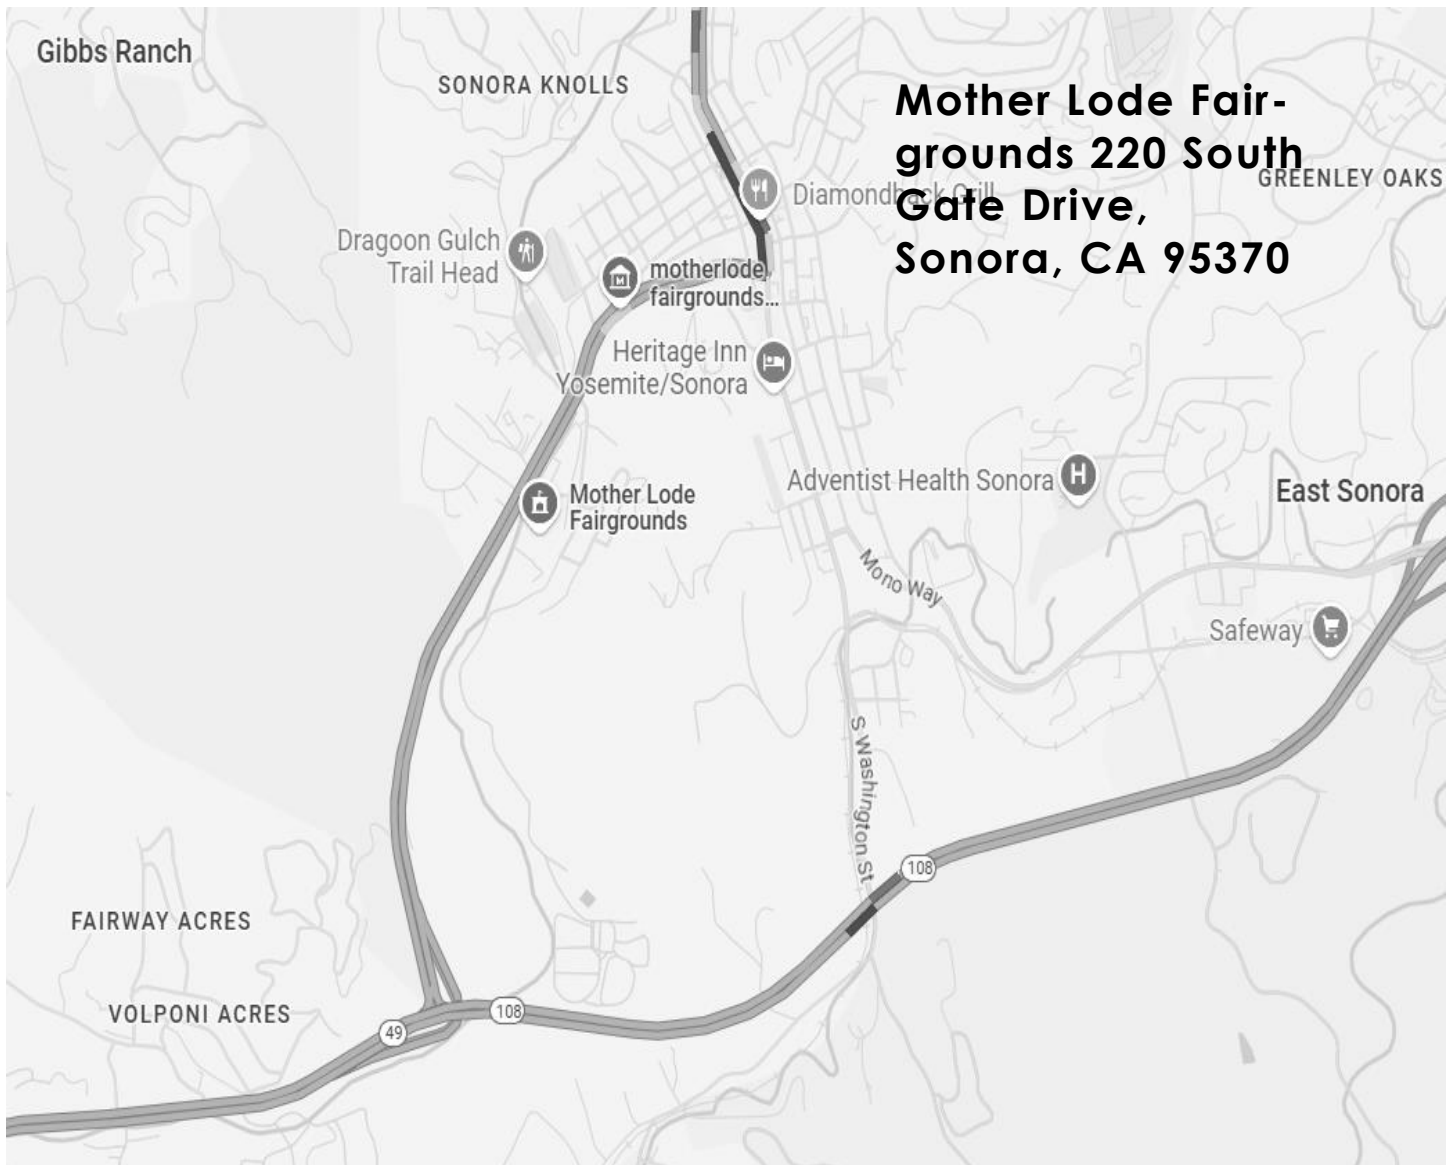 Gibbs Ranch
SONORA KNOLLS
Mother Lode Fair-
grounds 220 South
Gate Drive,
Sonora, CA 95370
GREENLEY OAKS
Diamondback Grill
Dragoon Gulch
Trail Head
motherlode
fairgrounds...
M
Heritage Inn
Yosemite/Sonora
Adventist Health Sonora
H
East Sonora
Mother Lode
Fairgrounds
Mono Way
Safeway
S Washington St
108
FAIRWAY ACRES
VOLPONI ACRES
108
49